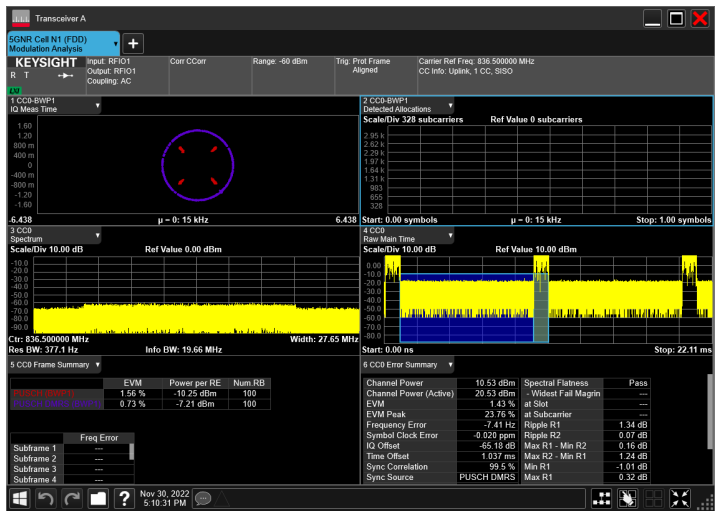 Transceiver A
5GNR Cell N1 (FDD)
Modulation Analysis
KEYSIGHT
R T
LXI
Input: RFIO1
Output: RFIO1
Coupling: AC
Corr CCorr
Range: -60 dBm
Trig: Prot Frame
Aligned
Carrier Ref Freq: 836.500000 MHz
CC Info: Uplink, 1 CC, SISO
1 CC0-BWP1
IQ Meas Time
1.60
1.20
800 m
400 m
0
-400 m
-800 m
-1.20
-1.60
-6.438
μ = 0: 15 kHz
6.438
2 CC0-BWP1
Detected Allocations
Scale/Div 328 subcarriers
Ref Value 0 subcarriers
2.95 k
2.62 k
2.29 k
1.97 k
1.64 k
1.31 k
983
655
328
Start: 0.00 symbols
μ = 0: 15 kHz
Stop: 1.00 symbols
3 CC0
Spectrum
Scale/Div 10.00 dB
Ref Value 0.00 dBm
-10.0
-20.0
-30.0
-40.0
-50.0
-60.0
-70.0
-80.0
-90.0
Ctr: 836.500000 MHz
Width: 27.65 MHz
Res BW: 377.1 Hz
Info BW: 19.66 MHz
4 CC0
Raw Main Time
Scale/Div 10.00 dB
Ref Value 10.00 dBm
0.00
-10.0
-20.0
-30.0
-40.0
-50.0
-60.0
-70.0
-80.0
Start: 0.00 ns
Stop: 22.11 ms
5 CC0 Frame Summary
EVM Power per RE Num.RB
PUSCH (BWP1) 1.56 % -10.25 dBm 100
0.73 % -7.21 dBm 100
Freq Error
Subframe 1 ---
Subframe 2 ---
Subframe 3 ---
Subframe 4 ---
6 CC0 Error Summary
Channel Power 10.53 dBm Spectral Flatness Pass
Channel Power (Active) 20.53 dBm - Widest Fail Magrin ---
EVM 1.43 % at Slot ---
EVM Peak 23.76 % at Subcarrier ---
Frequency Error -7.41 Hz Ripple R1 1.34 dB
Symbol Clock Error -0.020 ppm Ripple R2 0.07 dB
IQ Offset -65.18 dB Max R1 - Min R2 0.16 dB
Time Offset 1.037 ms Max R2 - Min R1 1.24 dB
Sync Correlation 99.5 % Min R1 -1.01 dB
Sync Source PUSCH DMRS Max R1 0.32 dB
Nov 30, 2022
5:10:31 PM